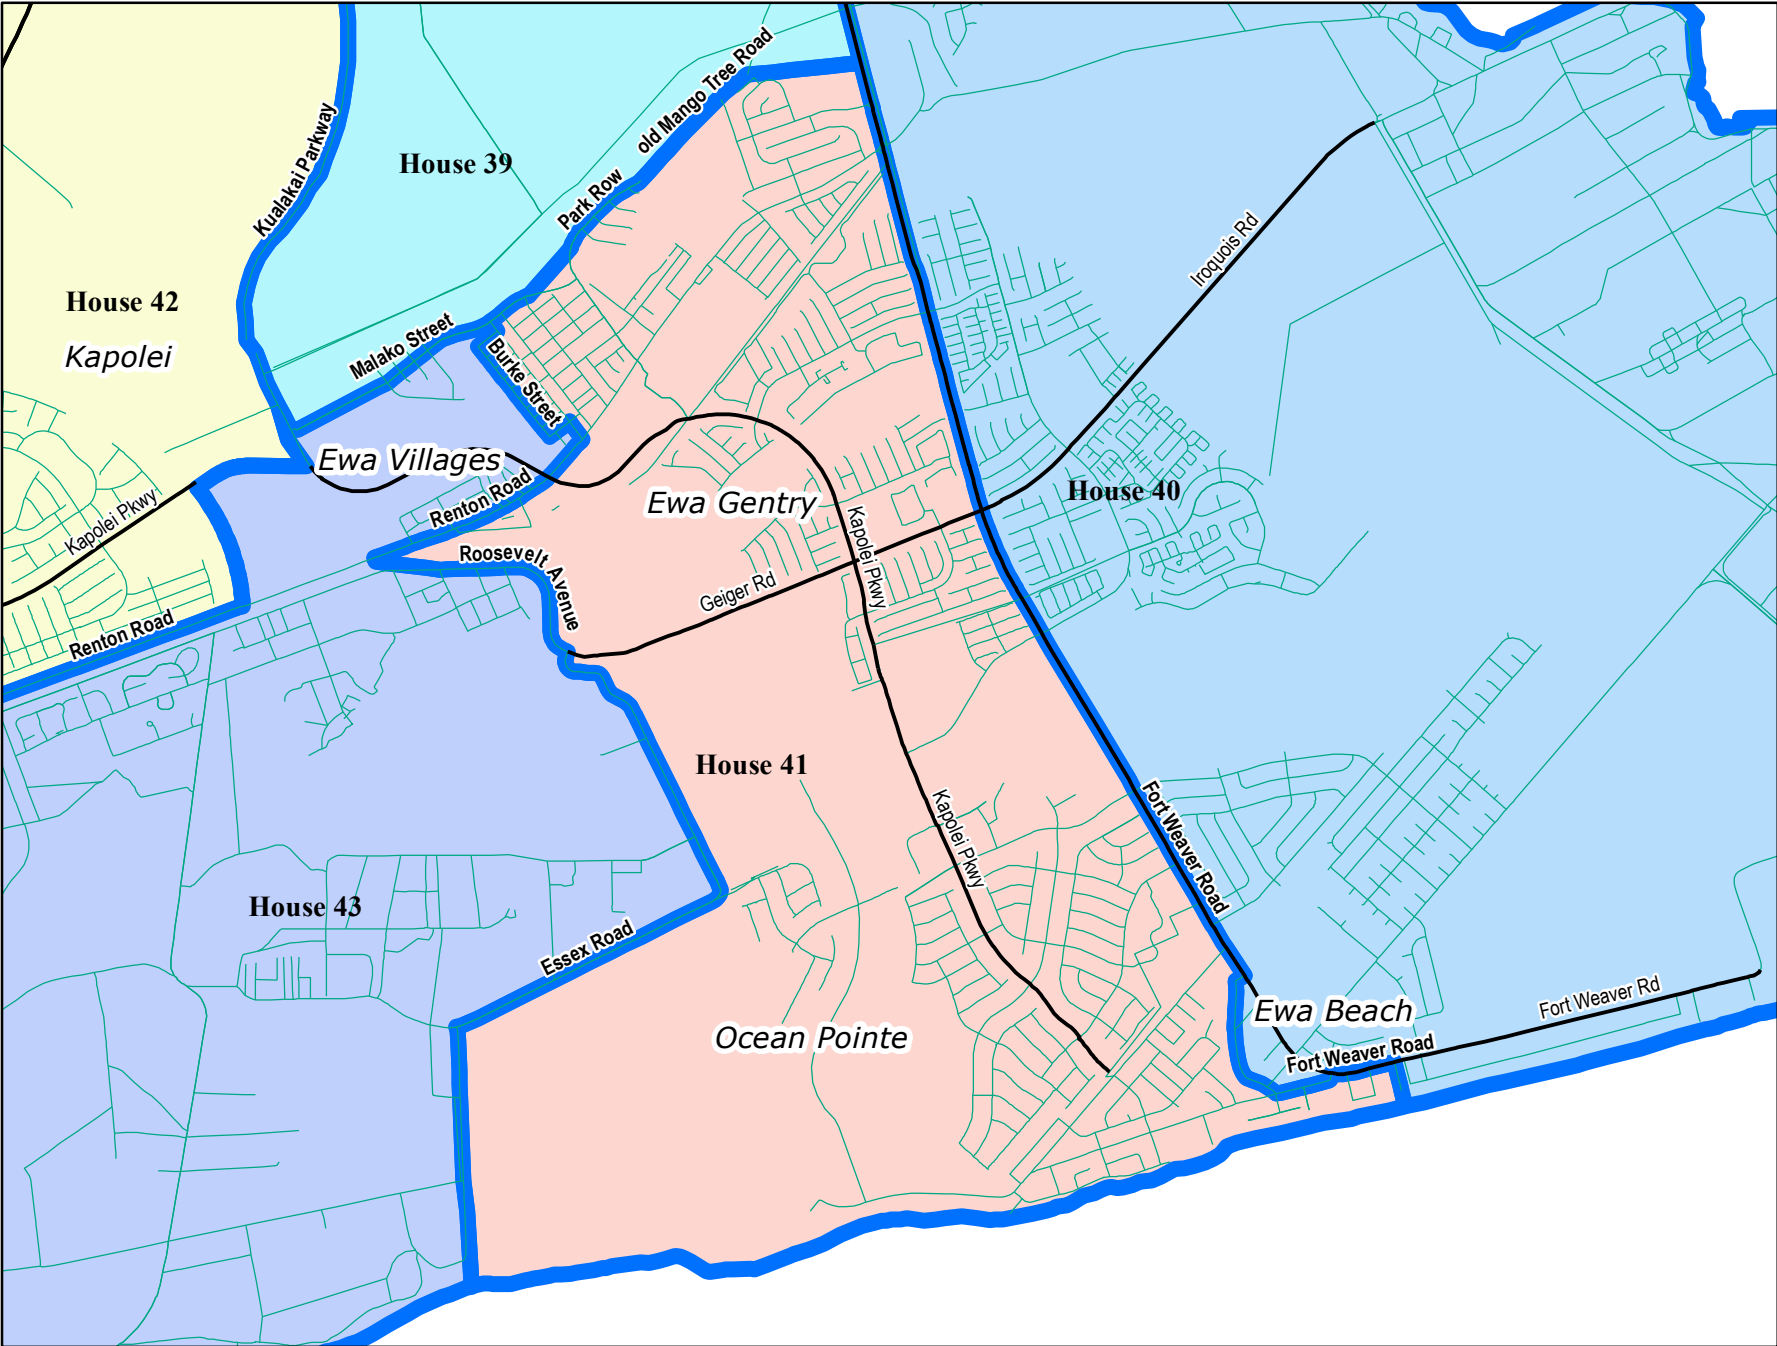 old Mango Tree Road
Kualakai Parkway
House 39
Park Row
Iroquois Rd
House 42
Malako Street
Kapolei
Burke Street
Ewa Villages
Renton Road
Ewa Gentry
House 40
Kapolei Pkwy
Kapolei Pkwy
Roosevelt Avenue
Geiger Rd
Renton Road
House 41
Kapolei Pkwy
Fort Weaver Road
House 43
Essex Road
Ewa Beach
Fort Weaver Rd
Ocean Pointe
Fort Weaver Road